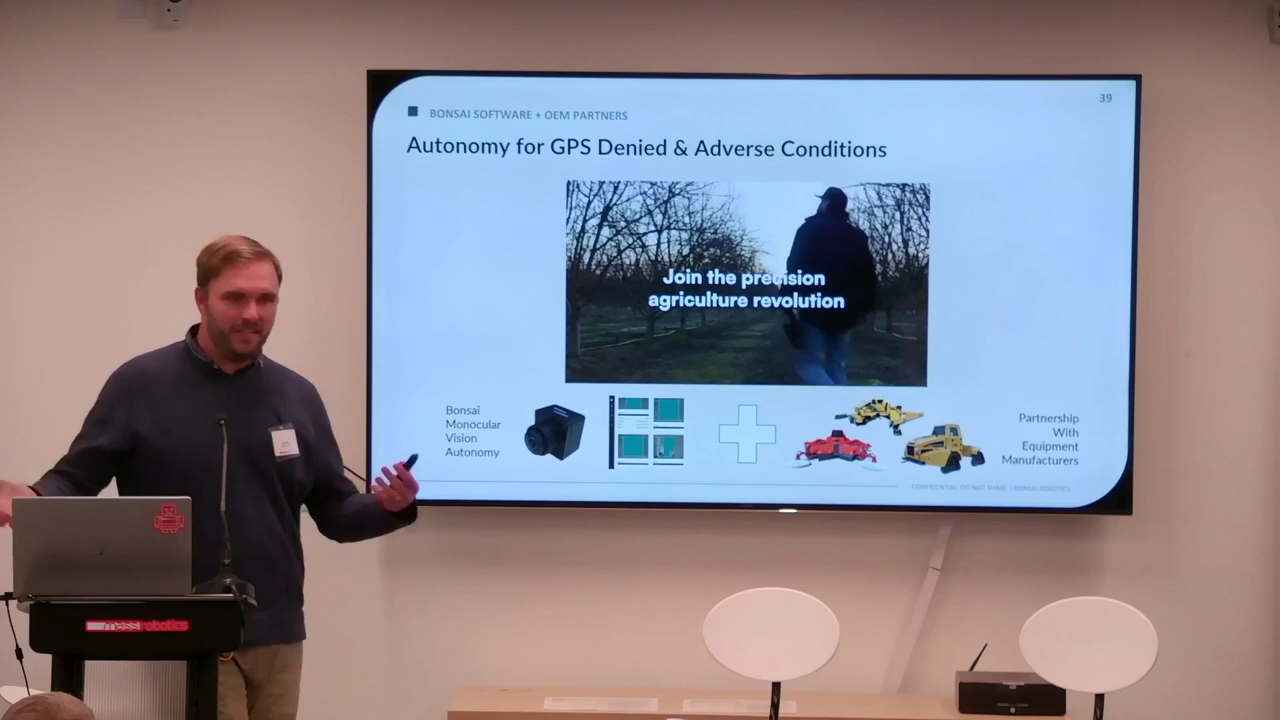 39
BONSAI SOFTWARE + OEM PARTNERS
Autonomy for GPS Denied & Adverse Conditions
Join the precision
agriculture revolution
Bonsai
Monocular
Vision
Autonomy
Partnership
With
Equipment
Manufacturers
CONFIDENTIAL DO NOT SHARE | BONSAI ROBOTICS
massrobotics